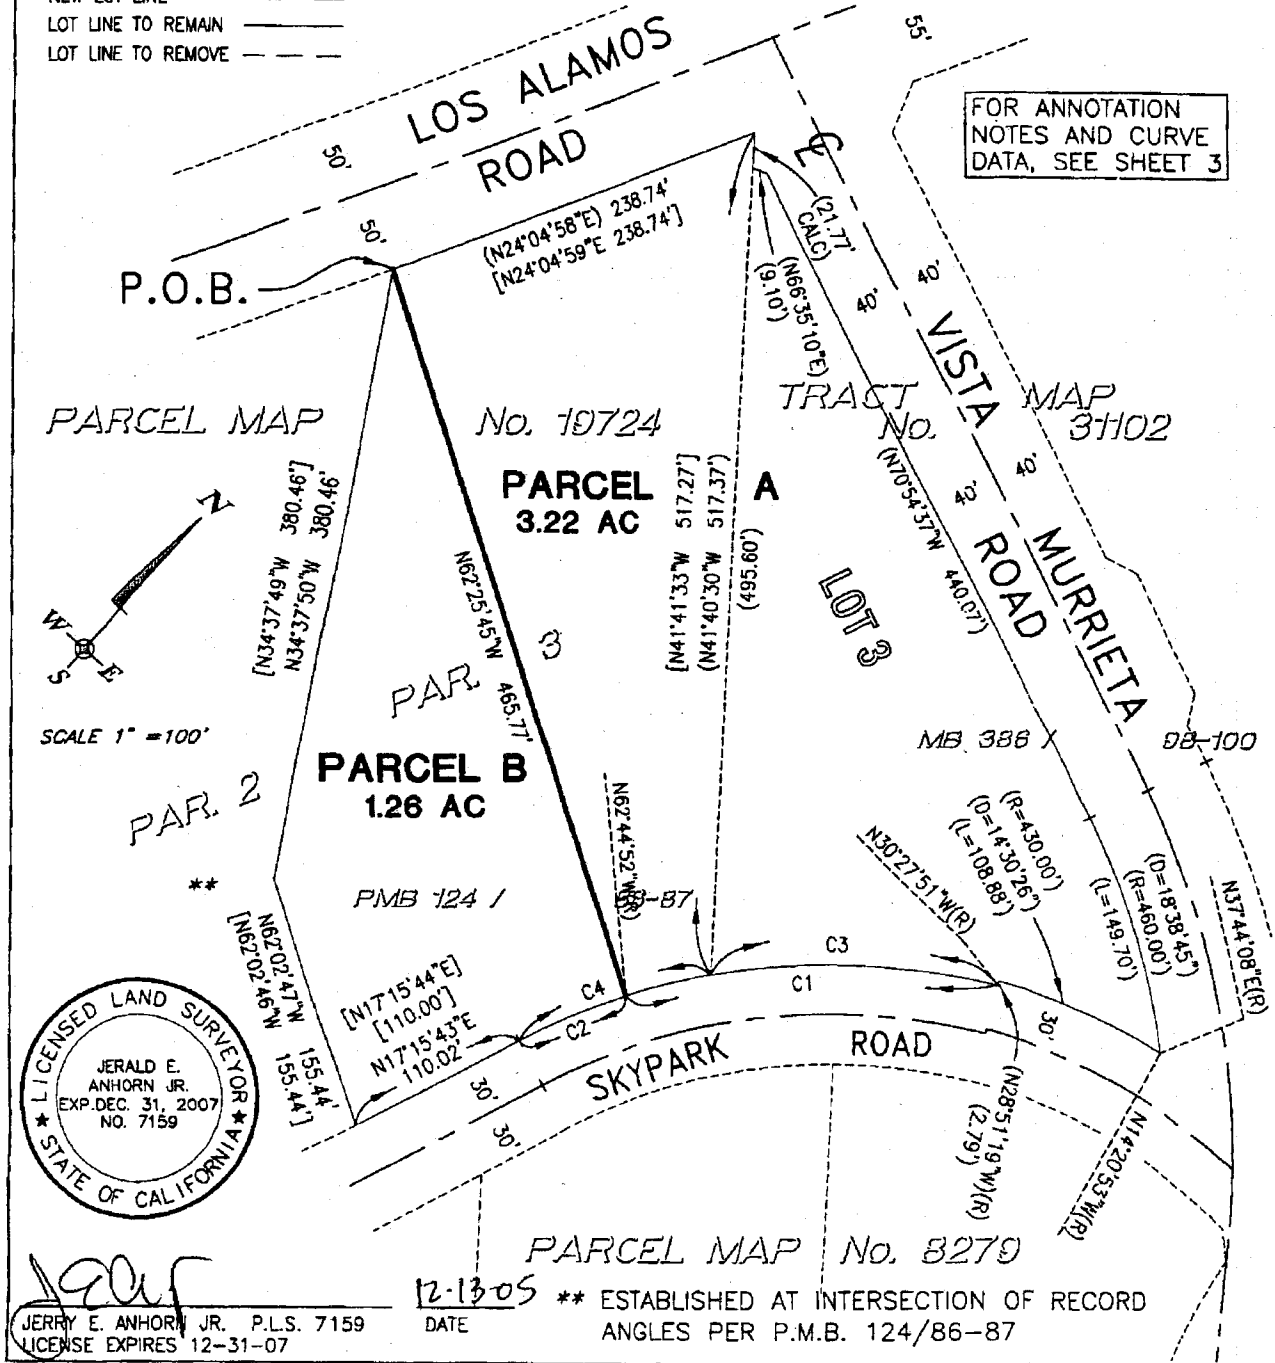 LOT LINE TO REMAIN
LOT LINE TO REMOVE
FOR ANNOTATION
NOTES AND CURVE
DATA, SEE SHEET 3
LOS ALAMOS
ROAD
50'
50'
55'
P.O.B.
(N24°04'58"E) 238.74'
[N24°04'59"E 238.74']
(21.77'
CALC)
(N66°35'10"E)
(9.10')
40'
40'
VISTA MURRIETA
ROAD
40'
40'
PARCEL MAP No. 19724
TRACT MAP
No. 31102
PARCEL A
3.22 AC
[N34°37'49"W 380.46']
N34°37'50"W 380.46'
N62°25'45"W 465.77'
[N41°41'33"W 517.27']
(N41°40'30"W 517.37')
(495.60')
(N70°54'37"W 440.07')
LOT 3
N
W
S
E
SCALE 1" =100'
PAR. 3
PAR. 2
**
PARCEL B
1.26 AC
MB 386 / 98-100
PMB 124 / 86-87
N62°44'52"W(R)
N30°27'51"W(R)
(R=430.00')
(D=14°30'26")
(L=108.88')
(D=18°38'45")
(R=460.00')
(L=149.70')
N37°44'08"E(R)
N62°02'47"W 155.44'
[N62°02'46"W 155.44']
[N17°15'44"E]
[110.00']
N17°15'43"E
110.02'
C4
C2
C3
C1
30'
30'
30'
SKYPARK ROAD
(N28°51'19"W)(R)
(2.79')
N14°20'53"W(R)
LICENSED LAND SURVEYOR
JERALD E.
ANHORN JR.
EXP.DEC. 31, 2007
NO. 7159
STATE OF CALIFORNIA
PARCEL MAP No. 8279
12-13-05
JERRY E. ANHORN JR. P.L.S. 7159
DATE
LICENSE EXPIRES 12-31-07
** ESTABLISHED AT INTERSECTION OF RECORD
ANGLES PER P.M.B. 124/86-87